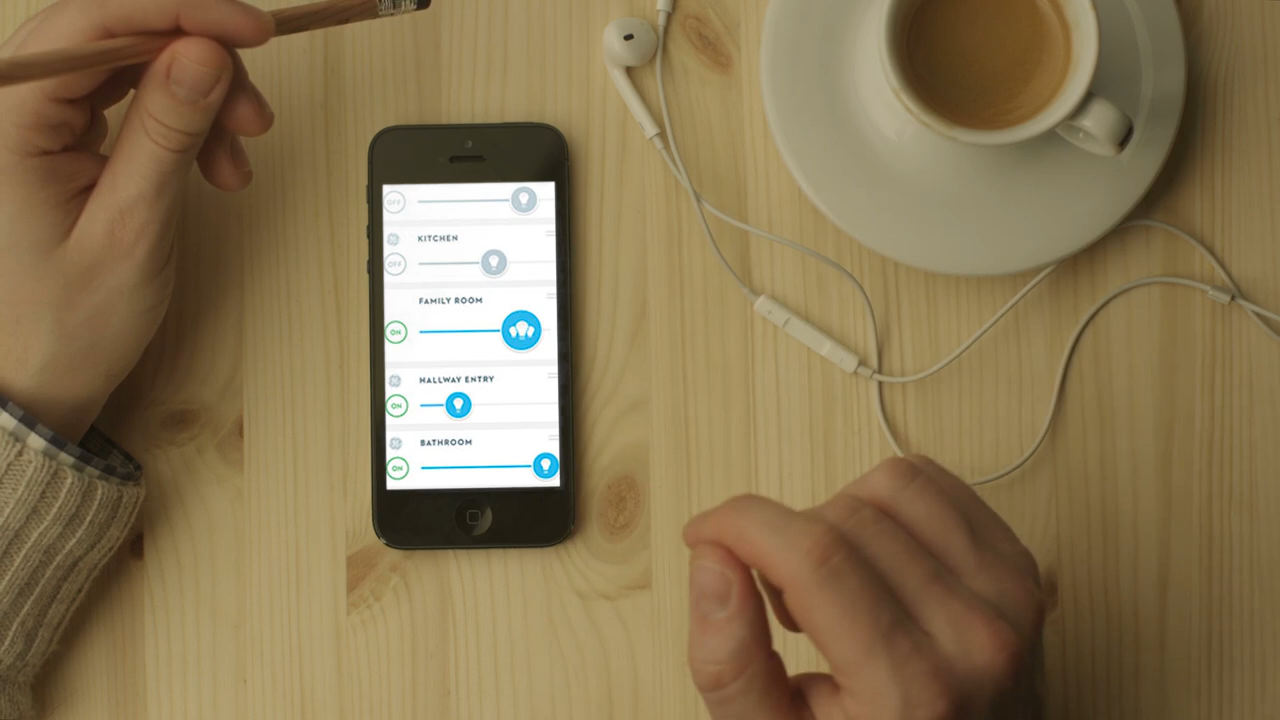 OFF
KITCHEN
OFF
FAMILY ROOM
ON
HALLWAY ENTRY
ON
BATHROOM
ON